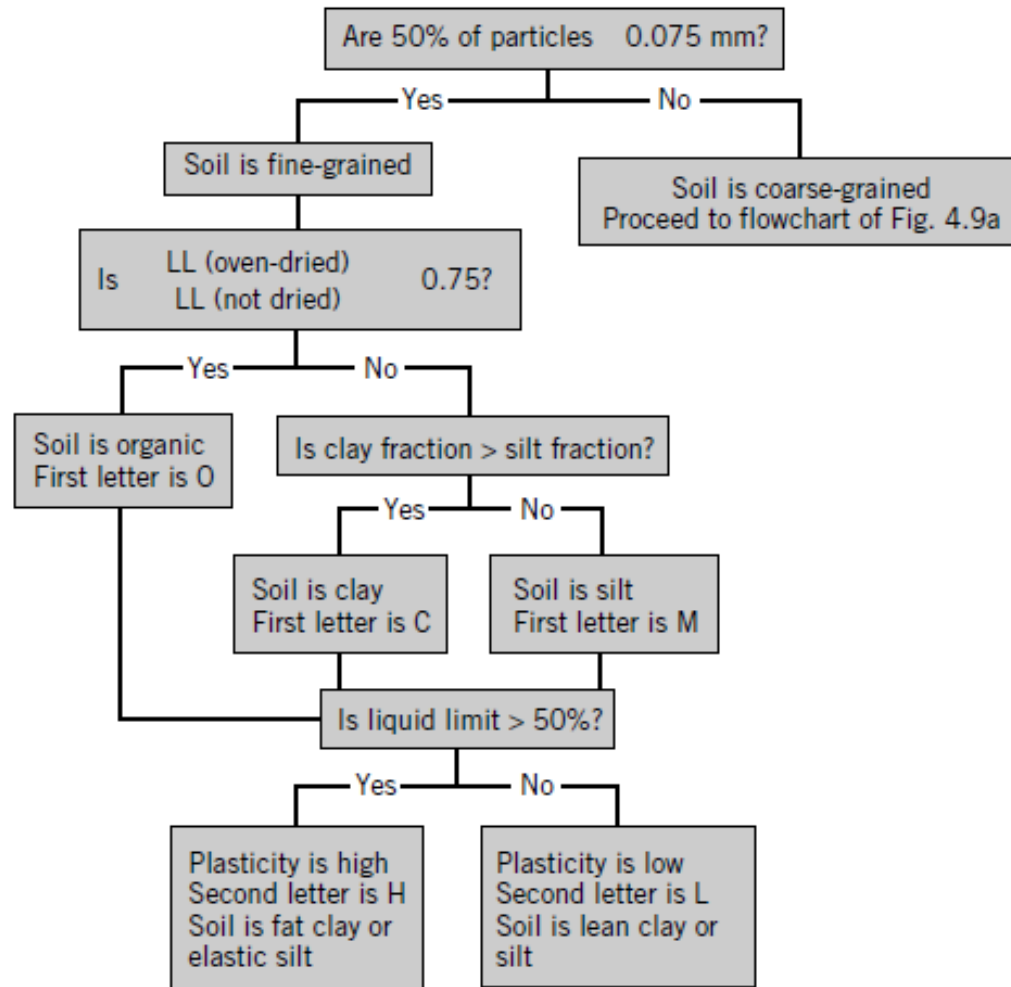 Are 50% of particles 0.075 mm?
Yes
No
Soil is fine-grained
Soil is coarse-grained
Proceed to flowchart of Fig. 4.9a
Is LL (oven-dried) 0.75?
LL (not dried)
Yes
No
Soil is organic
First letter is O
Is clay fraction > silt fraction?
Yes
No
Soil is clay
First letter is C
Soil is silt
First letter is M
Is liquid limit > 50%?
Yes
No
Plasticity is high
Second letter is H
Soil is fat clay or
elastic silt
Plasticity is low
Second letter is L
Soil is lean clay or
silt